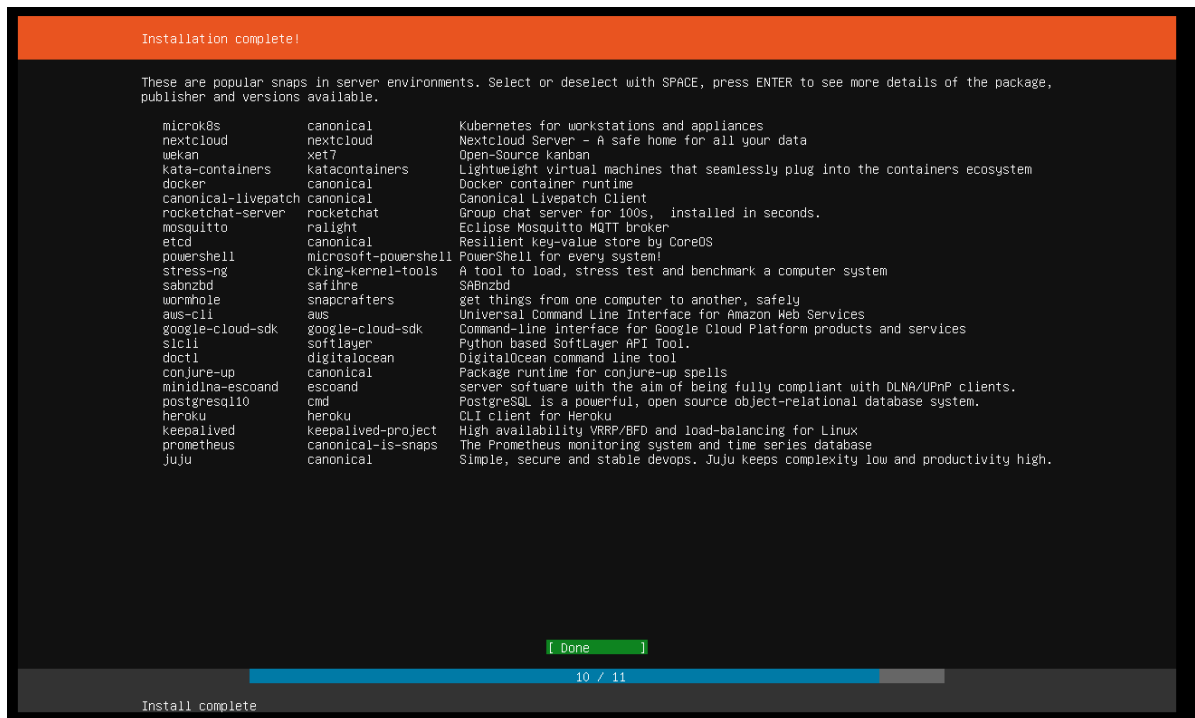 Installation complete!
These are popular snaps in server environments. Select or deselect with SPACE, press ENTER to see more details of the package,
publisher and versions available.
microk8s canonical Kubernetes for workstations and appliances
nextcloud nextcloud Nextcloud Server - A safe home for all your data
wekan xet7 Open-Source kanban
kata-containers katacontainers Lightweight virtual machines that seamlessly plug into the containers ecosystem
docker canonical Docker container runtime
canonical-livepatch canonical Canonical Livepatch Client
rocketchat-server rocketchat Group chat server for 100s,  installed in seconds.
mosquitto ralight Eclipse Mosquitto MQTT broker
etcd canonical Resilient key-value store by CoreOS
powershell microsoft-powershell PowerShell for every system!
stress-ng cking-kernel-tools A tool to load, stress test and benchmark a computer system
sabnzbd safihre SABnzbd
wormhole snapcrafters get things from one computer to another, safely
aws-cli aws Universal Command Line Interface for Amazon Web Services
google-cloud-sdk google-cloud-sdk Command-line interface for Google Cloud Platform products and services
slcli softlayer Python based SoftLayer API Tool.
doctl digitalocean DigitalOcean command line tool
conjure-up canonical Package runtime for conjure-up spells
minidlna-escoand escoand server software with the aim of being fully compliant with DLNA/UPnP clients.
postgresql10 cmd PostgreSQL is a powerful, open source object-relational database system.
heroku heroku CLI client for Heroku
keepalived keepalived-project High availability VRRP/BFD and load-balancing for Linux
prometheus canonical-is-snaps The Prometheus monitoring system and time series database
juju canonical Simple, secure and stable devops. Juju keeps complexity low and productivity high.
[ Done ]
10 / 11
Install complete